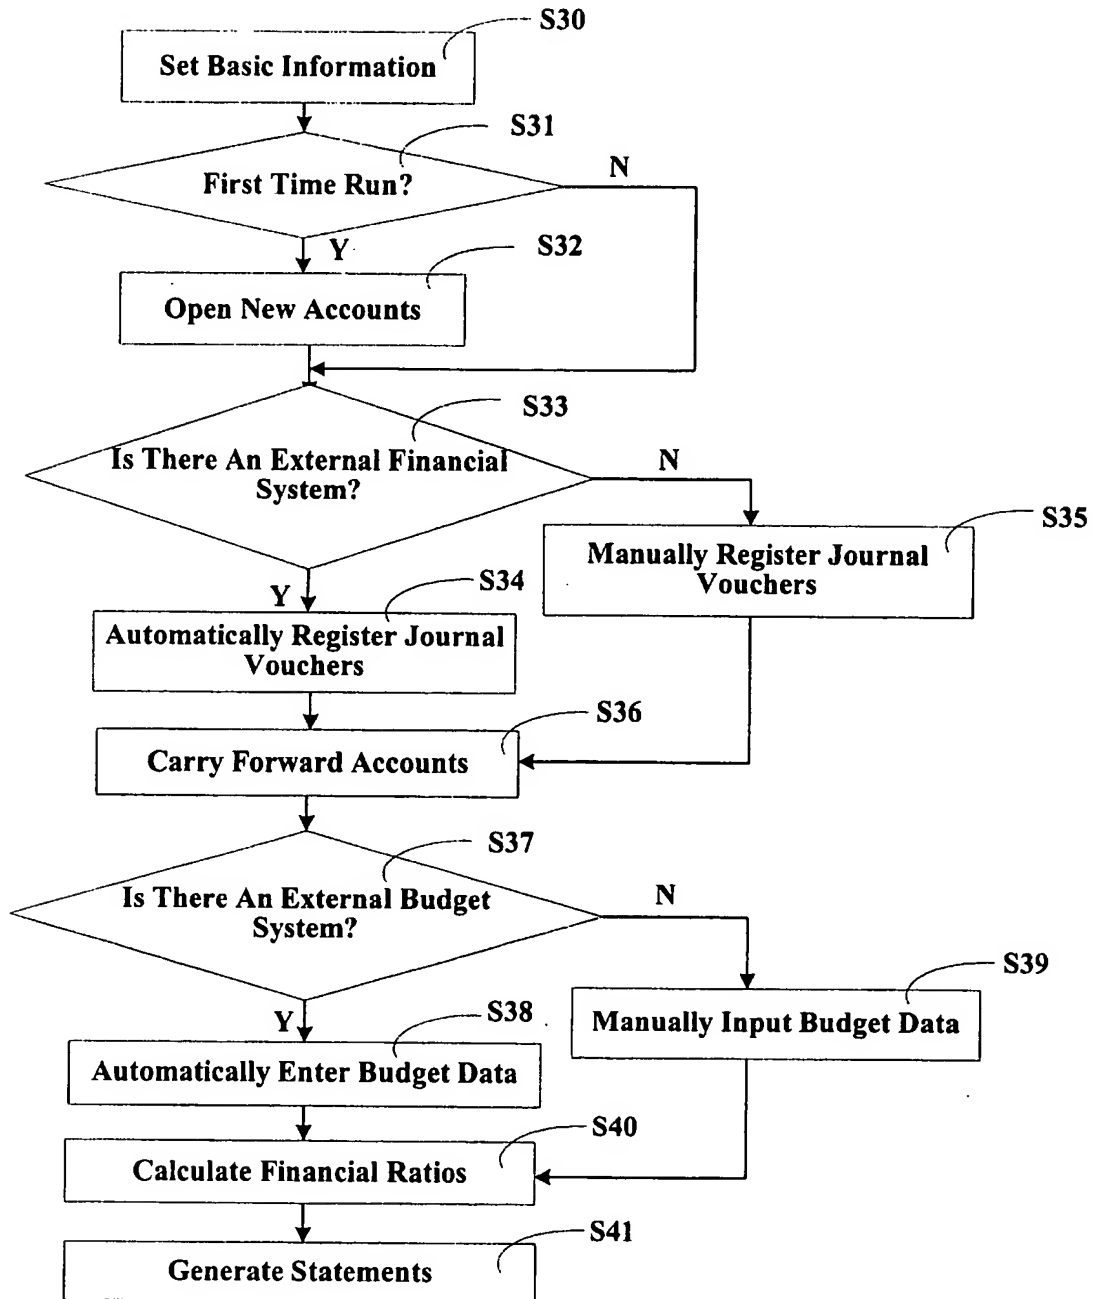 S30
Set Basic Information
S31
First Time Run?
N
Y
S32
Open New Accounts
S33
Is There An External Financial
System?
N
S35
Manually Register Journal
Vouchers
Y
S34
Automatically Register Journal
Vouchers
S36
Carry Forward Accounts
S37
Is There An External Budget
System?
N
S39
Manually Input Budget Data
Y
S38
Automatically Enter Budget Data
S40
Calculate Financial Ratios
S41
Generate Statements